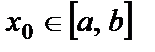 x₀ ∈ [a, b]